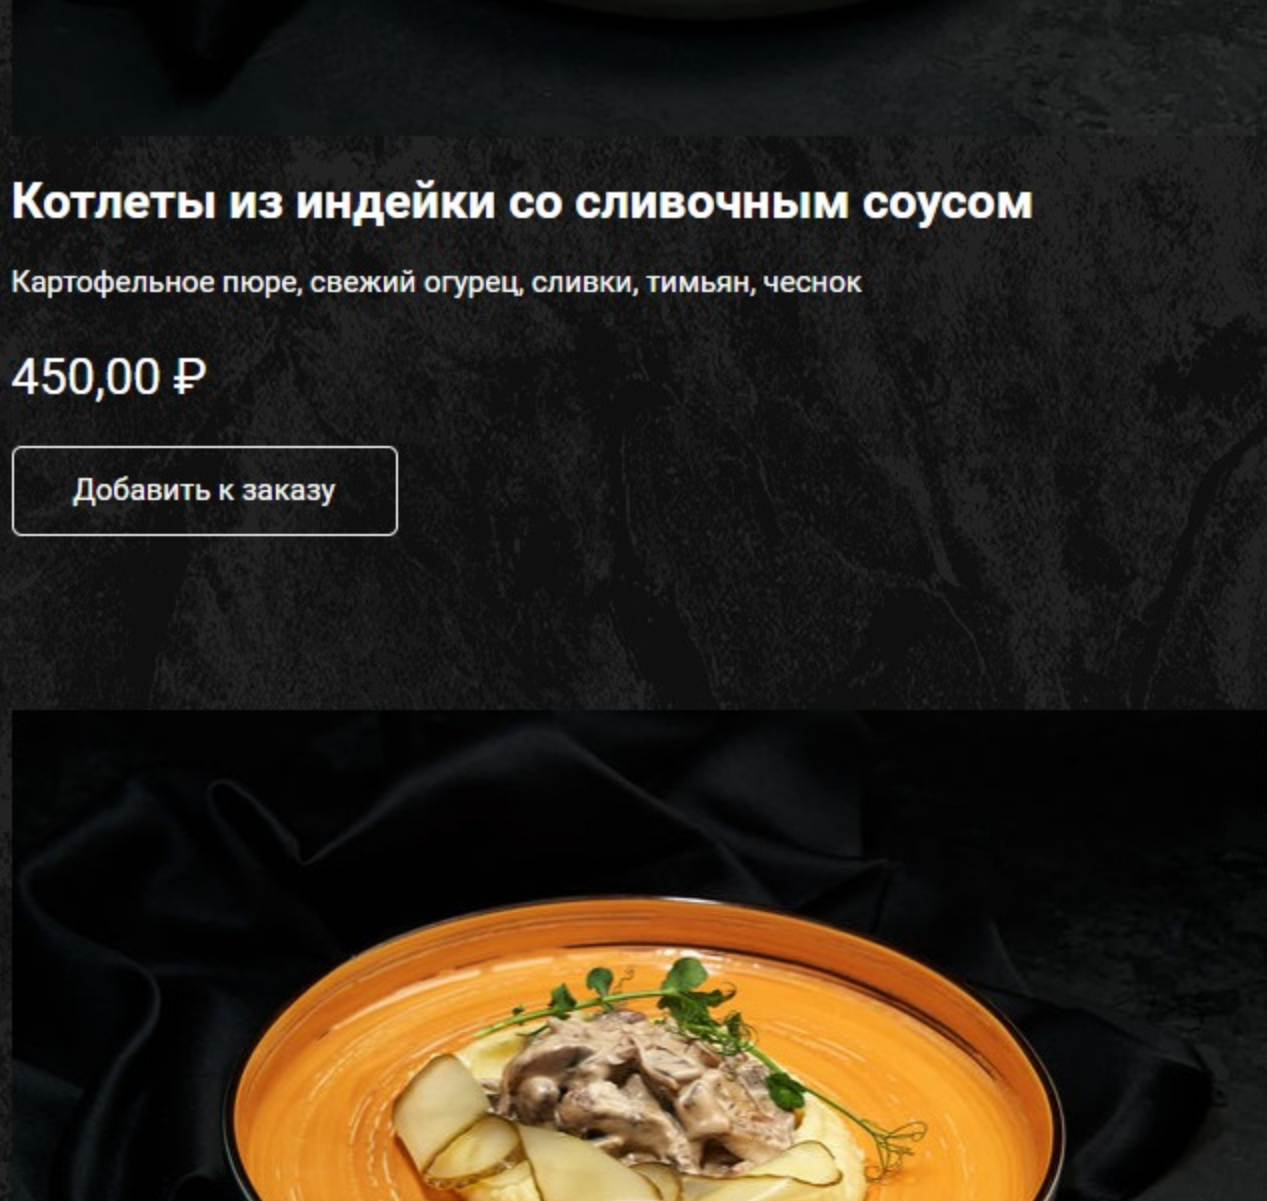 Котлеты из индейки со сливочным соусом
Картофельное пюре, свежий огурец, сливки, тимьян, чеснок
450,00 ₽
Добавить к заказу